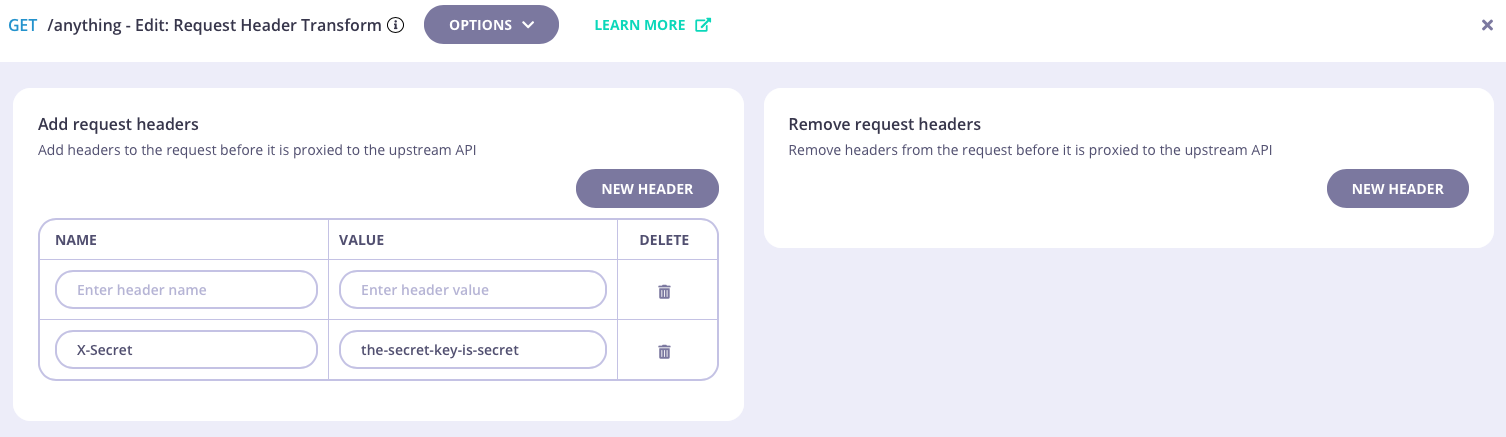 GET /anything - Edit: Request Header Transform OPTIONS LEARN MORE
Add request headers
Add headers to the request before it is proxied to the upstream API
NEW HEADER
NAME VALUE DELETE
Enter header name Enter header value
X-Secret the-secret-key-is-secret
Remove request headers
Remove headers from the request before it is proxied to the upstream API
NEW HEADER